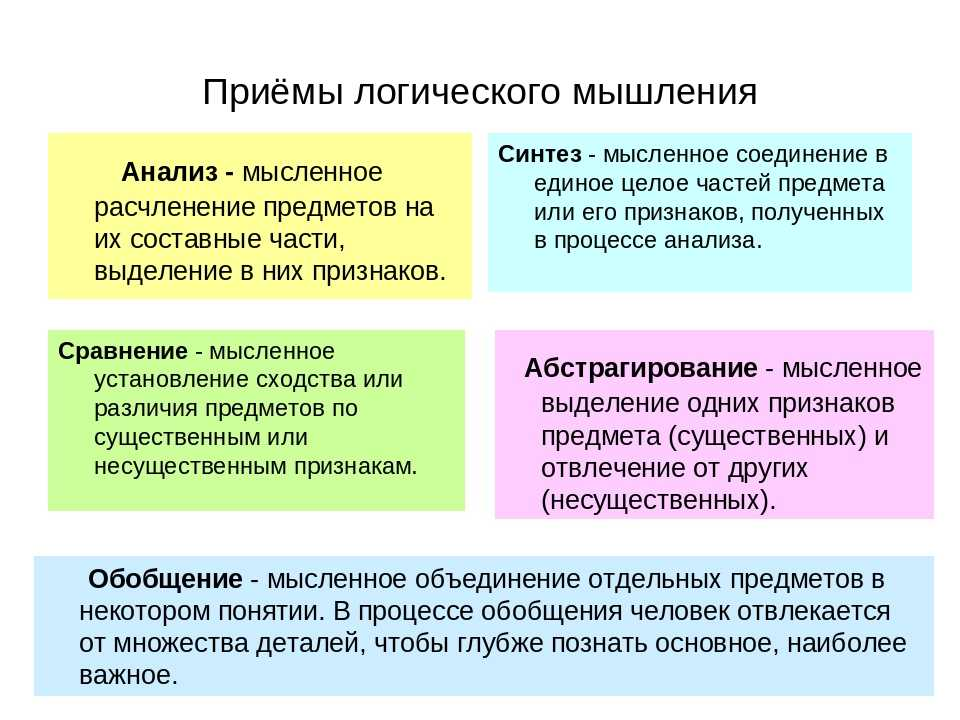 Приёмы логического мышления
Анализ - мысленное
расчленение предметов на
их составные части,
выделение в них признаков.
Синтез - мысленное соединение в
единое целое частей предмета
или его признаков, полученных
в процессе анализа.
Сравнение - мысленное
установление сходства или
различия предметов по
существенным или
несущественным признакам.
Абстрагирование - мысленное
выделение одних признаков
предмета (существенных) и
отвлечение от других
(несущественных).
Обобщение - мысленное объединение отдельных предметов в
некотором понятии. В процессе обобщения человек отвлекается
от множества деталей, чтобы глубже познать основное, наиболее
важное.